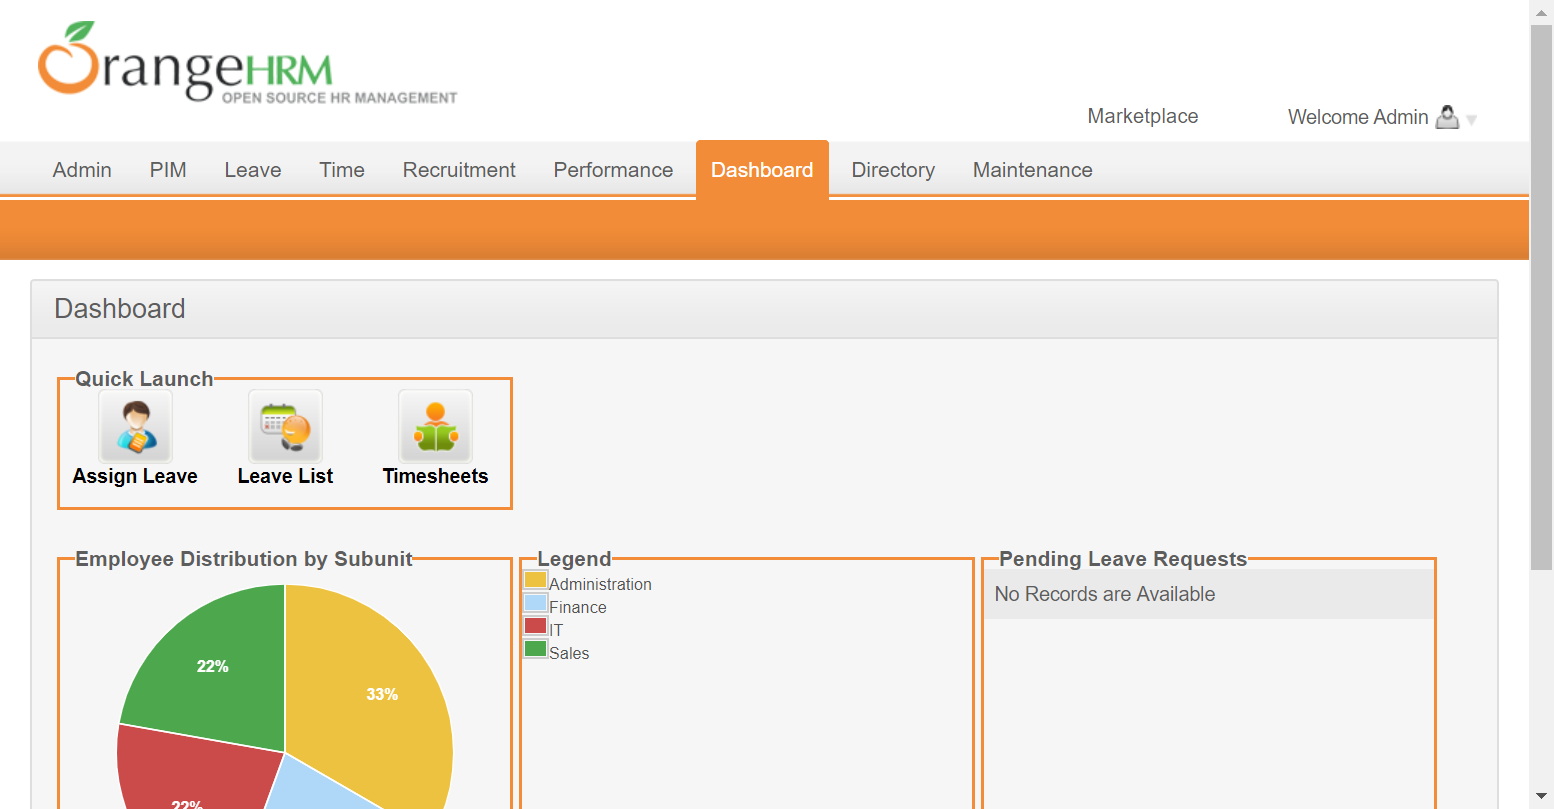 OrangeHRM
OPEN SOURCE HR MANAGEMENT
Marketplace
Welcome Admin
Admin PIM Leave Time Recruitment Performance Dashboard Directory Maintenance
Dashboard
Quick Launch
Assign Leave Leave List Timesheets
Employee Distribution by Subunit
22%
33%
22%
Legend
Administration
Finance
IT
Sales
Pending Leave Requests
No Records are Available